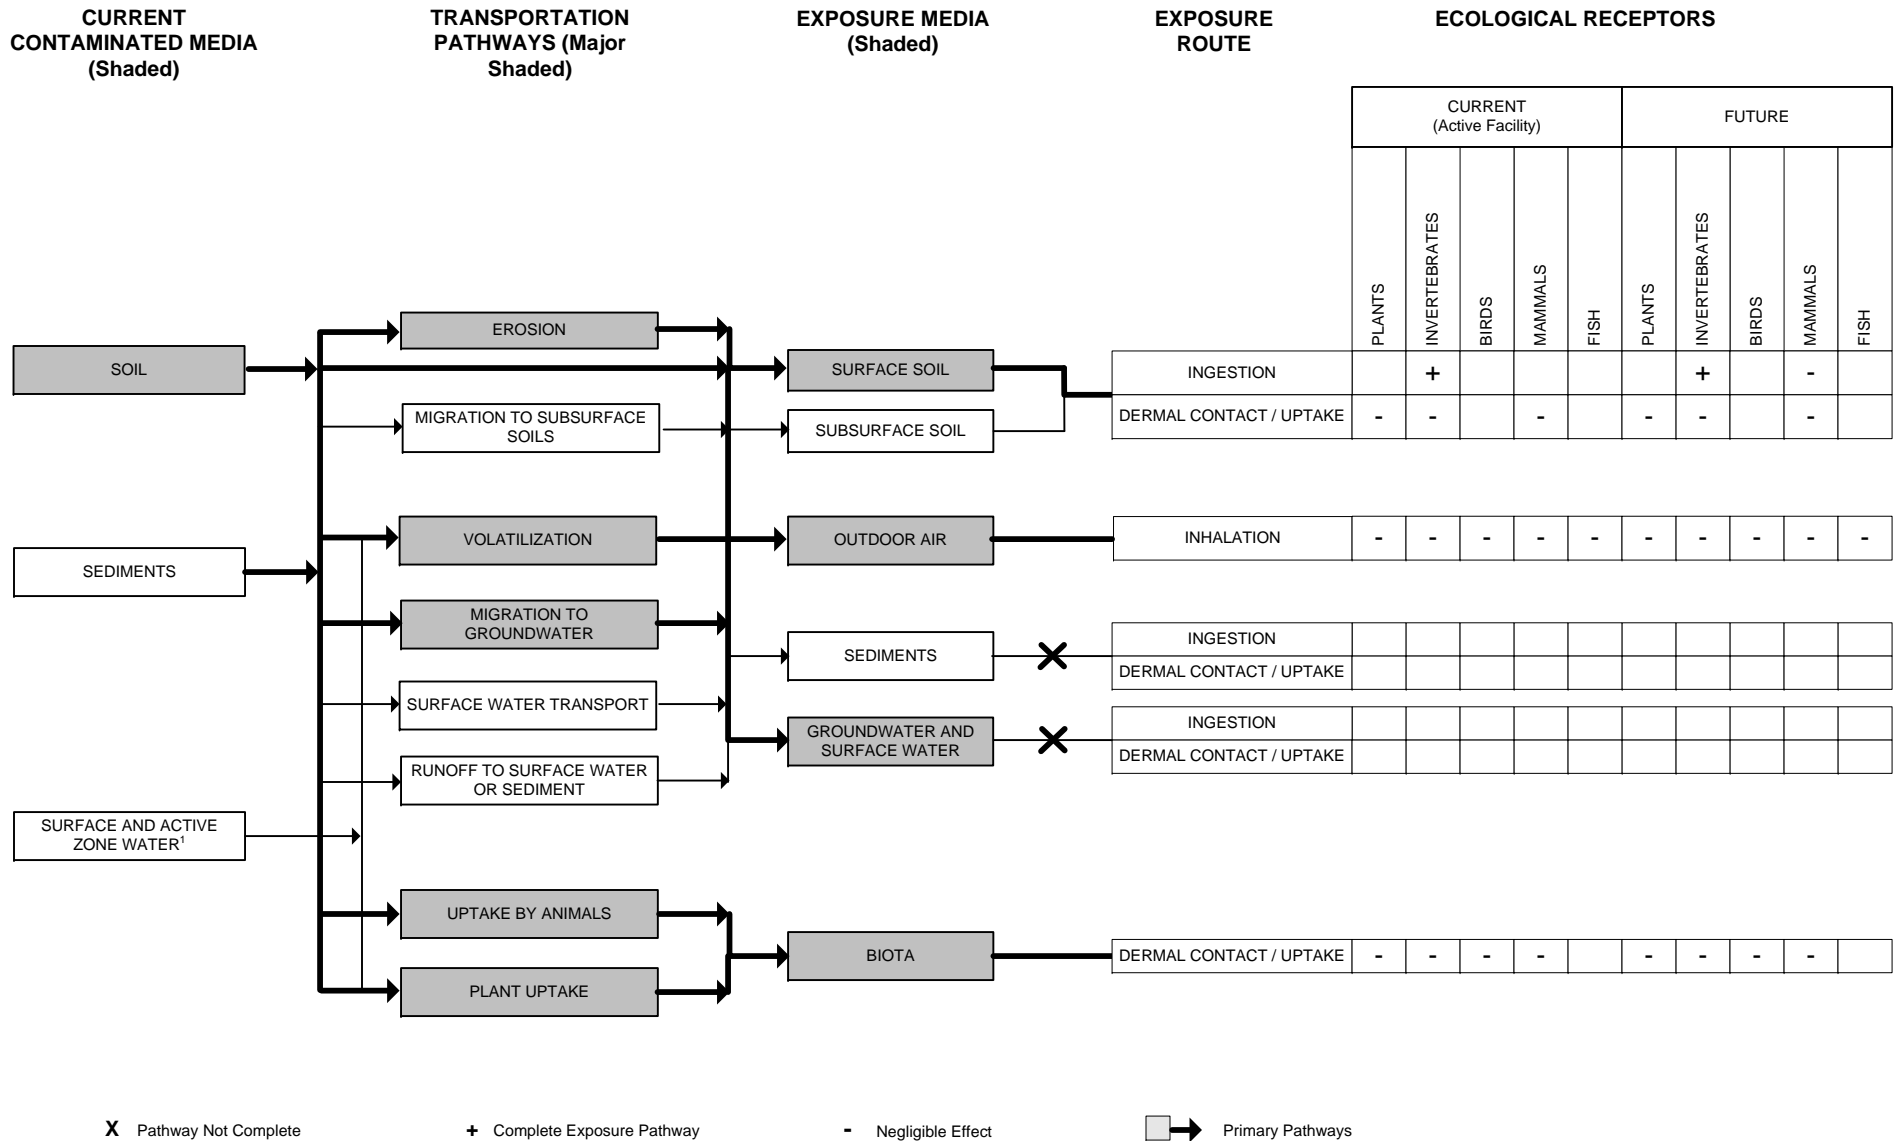 CURRENT
CONTAMINATED MEDIA
(Shaded)
TRANSPORTATION
PATHWAYS (Major
Shaded)
EXPOSURE MEDIA
(Shaded)
EXPOSURE
ROUTE
ECOLOGICAL RECEPTORS
CURRENT
(Active Facility)
FUTURE
PLANTS
INVERTEBRATES
BIRDS
MAMMALS
FISH
PLANTS
INVERTEBRATES
BIRDS
MAMMALS
FISH
SOIL
SEDIMENTS
SURFACE AND ACTIVE
ZONE WATER¹
EROSION
MIGRATION TO SUBSURFACE
SOILS
VOLATILIZATION
MIGRATION TO
GROUNDWATER
SURFACE WATER TRANSPORT
RUNOFF TO SURFACE WATER
OR SEDIMENT
UPTAKE BY ANIMALS
PLANT UPTAKE
SURFACE SOIL
SUBSURFACE SOIL
OUTDOOR AIR
SEDIMENTS
GROUNDWATER AND
SURFACE WATER
BIOTA
INGESTION + + -
DERMAL CONTACT / UPTAKE - - - - - -
INHALATION - - - - - - - - - -
INGESTION
DERMAL CONTACT / UPTAKE
INGESTION
DERMAL CONTACT / UPTAKE
DERMAL CONTACT / UPTAKE - - - - - - - -
X Pathway Not Complete
+ Complete Exposure Pathway
- Negligible Effect
Primary Pathways